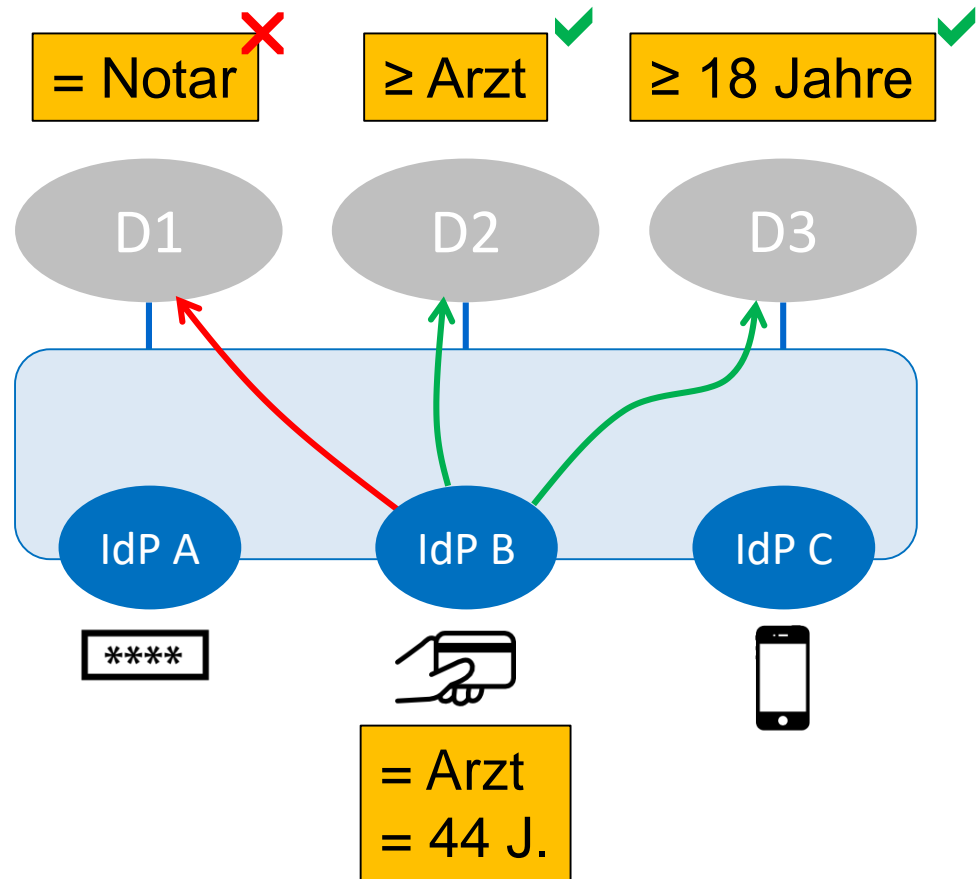 = Notar
≥ Arzt
≥ 18 Jahre
D1
D2
D3
IdP A
IdP B
IdP C
****
= Arzt
= 44 J.